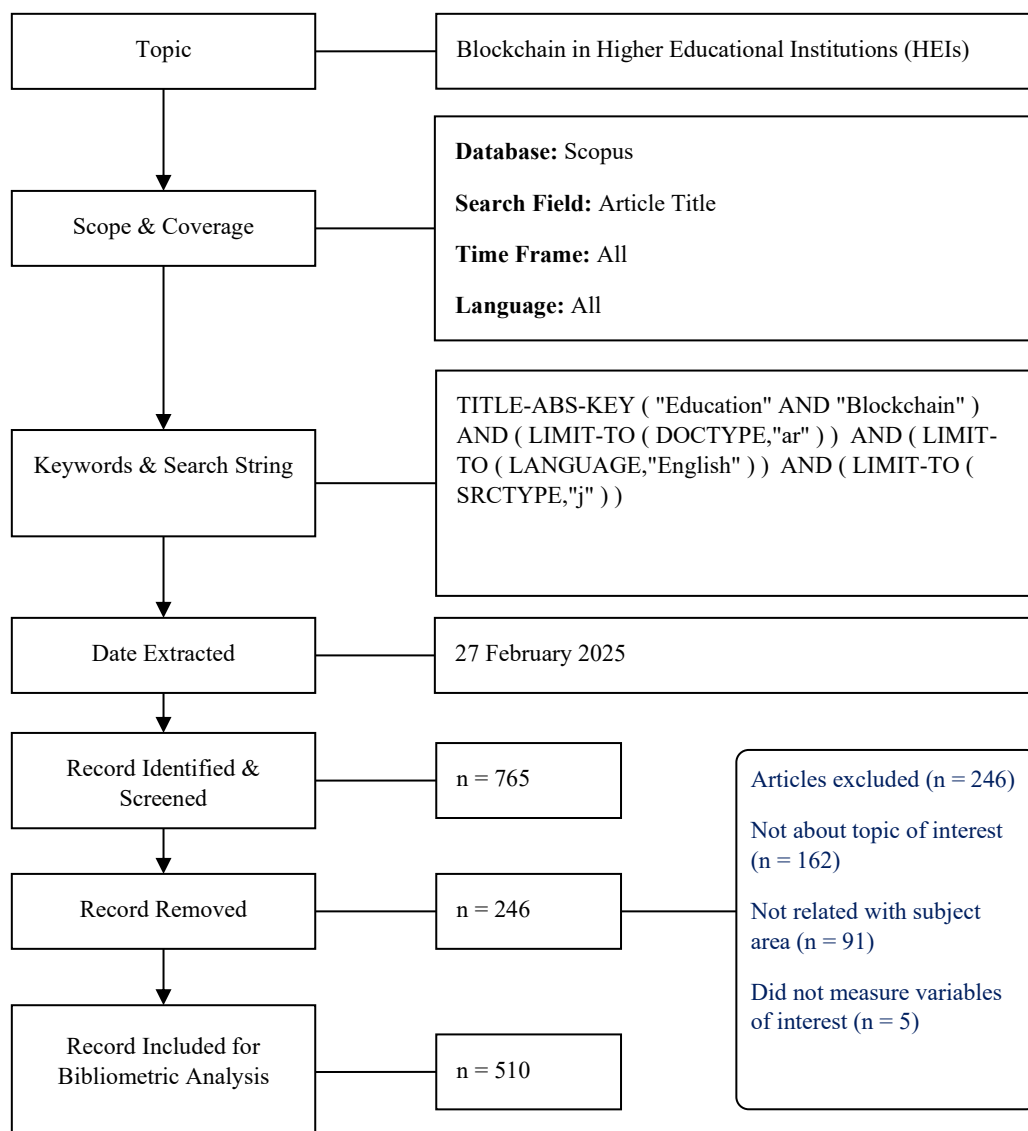 Topic
Blockchain in Higher Educational Institutions (HEIs)
Scope & Coverage
Database: Scopus
Search Field: Article Title
Time Frame: All
Language: All
Keywords & Search String
TITLE-ABS-KEY ( "Education" AND "Blockchain" )
AND ( LIMIT-TO ( DOCTYPE,"ar" ) ) AND ( LIMIT-
TO ( LANGUAGE,"English" ) ) AND ( LIMIT-TO (
SRCTYPE,"j" ) )
Date Extracted
27 February 2025
Record Identified &
Screened
n = 765
Record Removed
n = 246
Articles excluded (n = 246)
Not about topic of interest
(n = 162)
Not related with subject
area (n = 91)
Did not measure variables
of interest (n = 5)
Record Included for
Bibliometric Analysis
n = 510